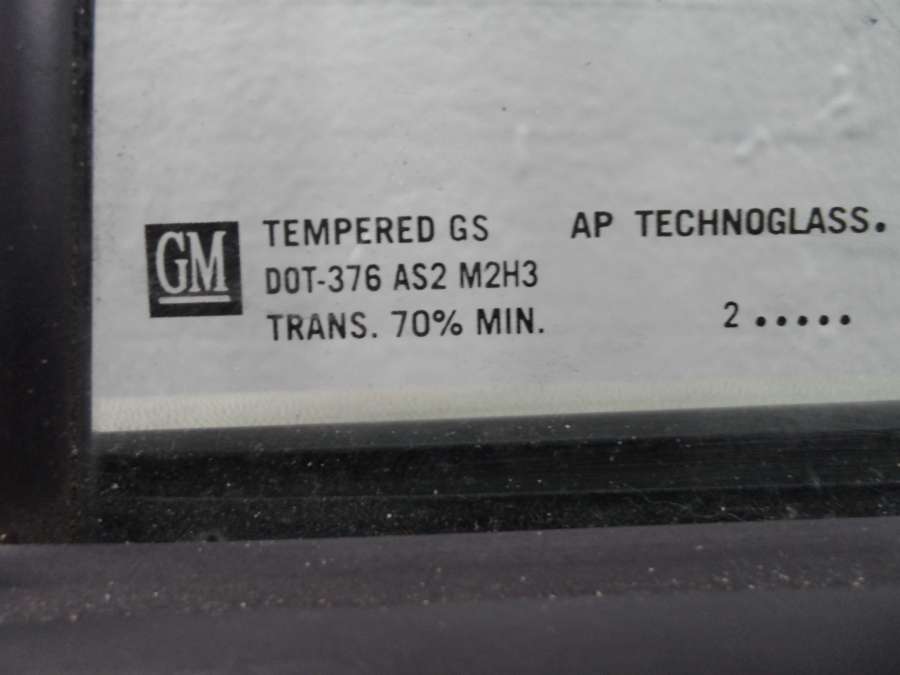 GM
TEMPERED GS AP TECHNOGLASS.
DOT-376 AS2 M2H3
TRANS. 70% MIN. 2 •••••